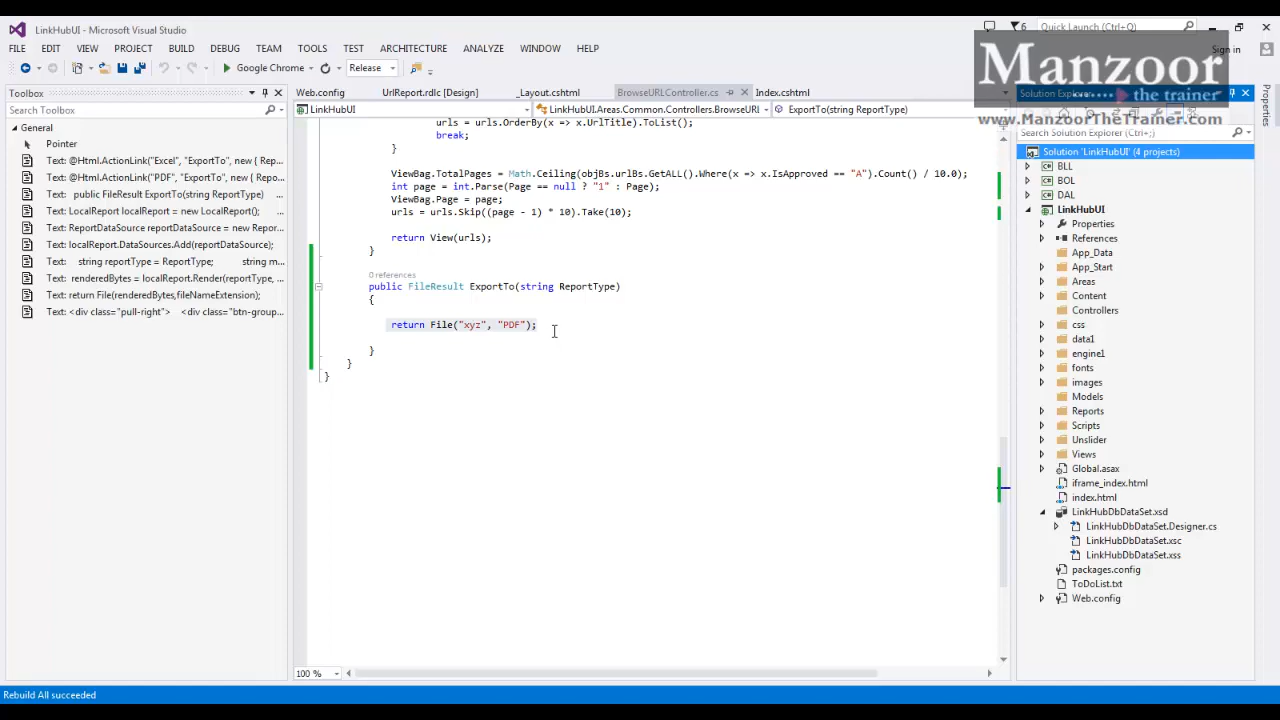 LinkHubUI - Microsoft Visual Studio
6
Quick Launch (Ctrl+Q)
FILE EDIT VIEW PROJECT BUILD DEBUG TEAM TOOLS TEST ARCHITECTURE ANALYZE WINDOW HELP
Sign in
Manzoor
the trainer
www.ManzoorTheTrainer.com
Google Chrome
Release
Toolbox
Search Toolbox
General
Pointer
Text: @Html.ActionLink("Excel", "ExportTo", new { Rep...
Text: @Html.ActionLink("PDF", "ExportTo", new { Repo...
Text: public FileResult ExportTo(string ReportType)
Text: LocalReport localReport = new LocalReport();
Text: ReportDataSource reportDataSource = new Repor...
Text: localReport.DataSources.Add(reportDataSource);
Text: string reportType = ReportType; string m...
Text: renderedBytes = localReport.Render(reportType, ...
Text: return File(renderedBytes,fileNameExtension);
Text: <div class="pull-right"> <div class="btn-group...
Web.config
UrlReport.rdlc [Design]
_Layout.cshtml
BrowseURLController.cs
Index.cshtml
LinkHubUI
LinkHubUI.Areas.Common.Controllers.BrowseURl
ExportTo(string ReportType)
urls = urls.OrderBy(x => x.UrlTitle).ToList();
break;
}
ViewBag.TotalPages = Math.Ceiling(objBs.urlBs.GetALL().Where(x => x.IsApproved == "A").Count() / 10.0);
int page = int.Parse(Page == null ? "1" : Page);
ViewBag.Page = page;
urls = urls.Skip((page - 1) * 10).Take(10);
return View(urls);
}
0 references
public FileResult ExportTo(string ReportType)
{
return File("xyz", "PDF");
}
}
}
100 %
Solution Explorer
Search Solution Explorer (Ctrl+;)
Solution 'LinkHubUI' (4 projects)
BLL
BOL
DAL
LinkHubUI
Properties
References
App_Data
App_Start
Areas
Content
Controllers
css
data1
engine1
fonts
images
Models
Reports
Scripts
Unslider
Views
Global.asax
iframe_index.html
index.html
LinkHubDbDataSet.xsd
LinkHubDbDataSet.Designer.cs
LinkHubDbDataSet.xsc
LinkHubDbDataSet.xss
packages.config
ToDoList.txt
Web.config
Properties
Rebuild All succeeded